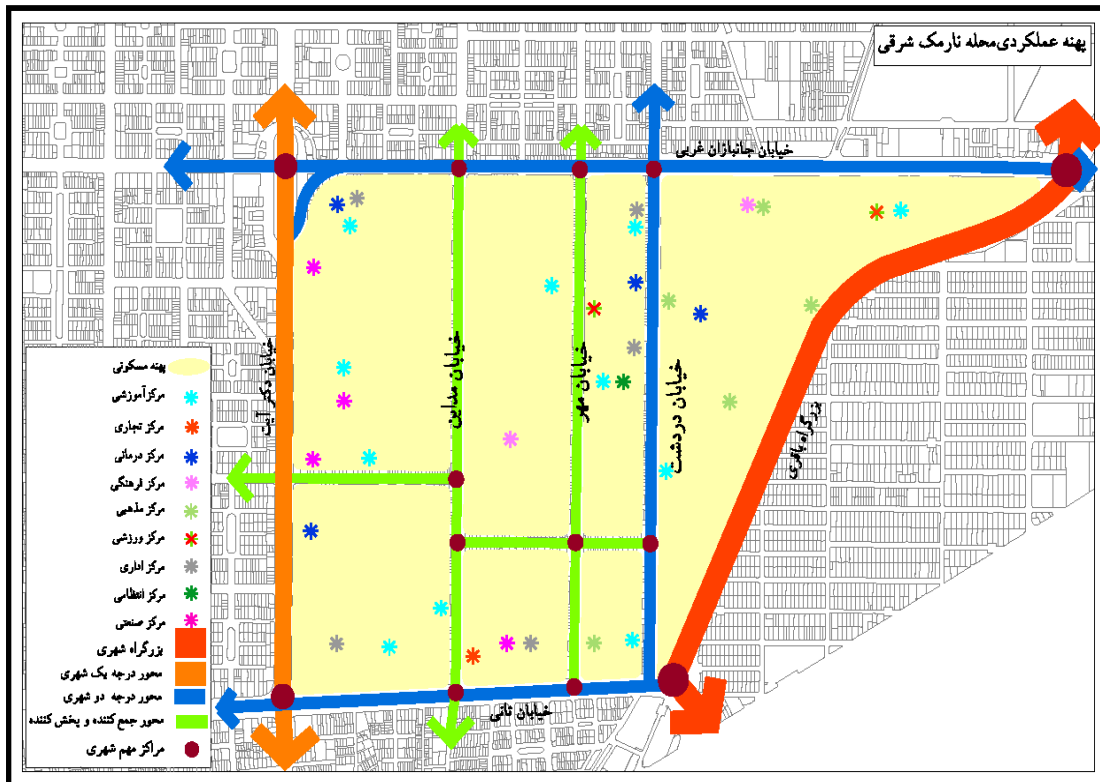 پهنه عملکردی محله نارمک شرقی
خیابان جانبازان غربی
خیابان دکتر آیت
خیابان مداین
خیابان مهر
خیابان دردشت
بزرگراه باقری
خیابان ثانی
پهنه مسکونی
مرکز آموزشی
مرکز تجاری
مرکز درمانی
مرکز فرهنگی
مرکز مذهبی
مرکز ورزشی
مرکز اداری
مرکز انتظامی
مرکز صنعتی
بزرگراه شهری
محور درجه یک شهری
محور درجه دو شهری
محور جمع کننده و پخش کننده
مراکز مهم شهری